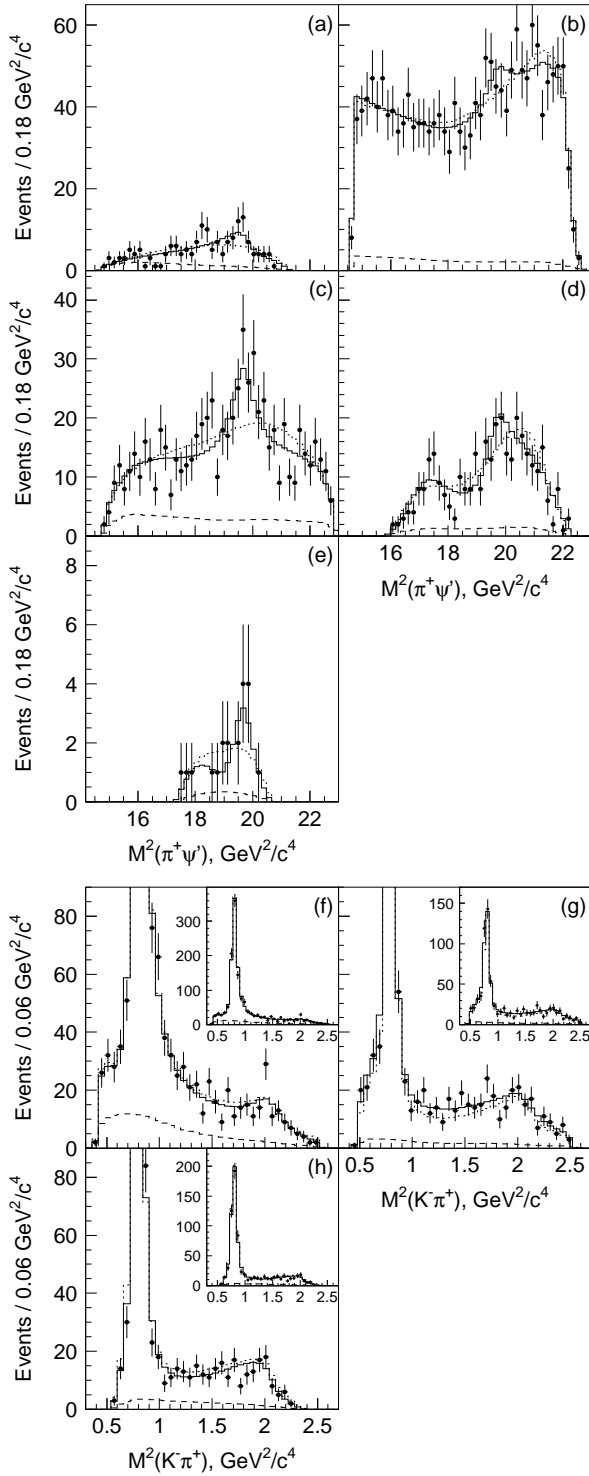 (a)
(b)
Events / 0.18 GeV²/c⁴
60
40
20
0
(c)
(d)
Events / 0.18 GeV²/c⁴
40
30
20
10
0
16 18 20 22
M²(π⁺ψ'), GeV²/c⁴
(e)
Events / 0.18 GeV²/c⁴
8
6
4
2
0
16 18 20 22
M²(π⁺ψ'), GeV²/c⁴
(f)
(g)
Events / 0.06 GeV²/c⁴
80
60
40
20
0
300
200
100
0
0.5 1 1.5 2 2.5
150
100
50
0
0.5 1 1.5 2 2.5
0.5 1 1.5 2 2.5
M²(K⁻π⁺), GeV²/c⁴
(h)
Events / 0.06 GeV²/c⁴
80
60
40
20
0
200
150
100
50
0
0.5 1 1.5 2 2.5
0.5 1 1.5 2 2.5
M²(K⁻π⁺), GeV²/c⁴